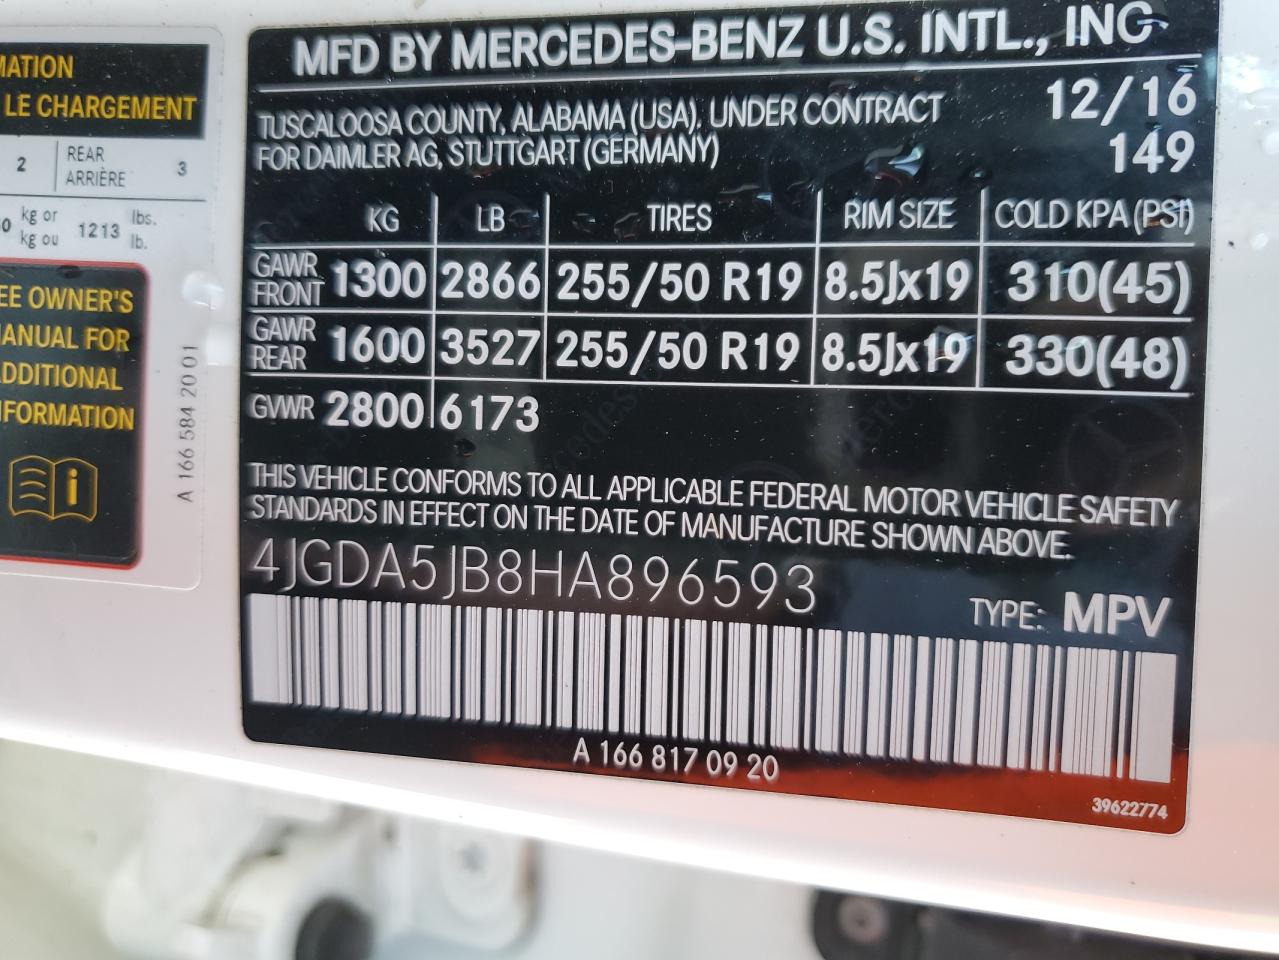 MATION
LE CHARGEMENT
2 REAR ARRIÈRE 3
kg or kg ou 1213 lbs. lb.
EE OWNER'S
ANUAL FOR
DDITIONAL
NFORMATION
i
A 166 584 20 01
MFD BY MERCEDES-BENZ U.S. INTL., INC
TUSCALOOSA COUNTY, ALABAMA (USA), UNDER CONTRACT 12/16
FOR DAIMLER AG, STUTTGART (GERMANY) 149
KG LB TIRES RIM SIZE COLD KPA (PSI)
GAWR FRONT 1300 2866 255/50 R19 8.5Jx19 310(45)
GAWR REAR 1600 3527 255/50 R19 8.5Jx19 330(48)
GVWR 2800 6173
THIS VEHICLE CONFORMS TO ALL APPLICABLE FEDERAL MOTOR VEHICLE SAFETY
STANDARDS IN EFFECT ON THE DATE OF MANUFACTURE SHOWN ABOVE.
4JGDA5JB8HA896593
TYPE: MPV
A 166 817 09 20
39622774